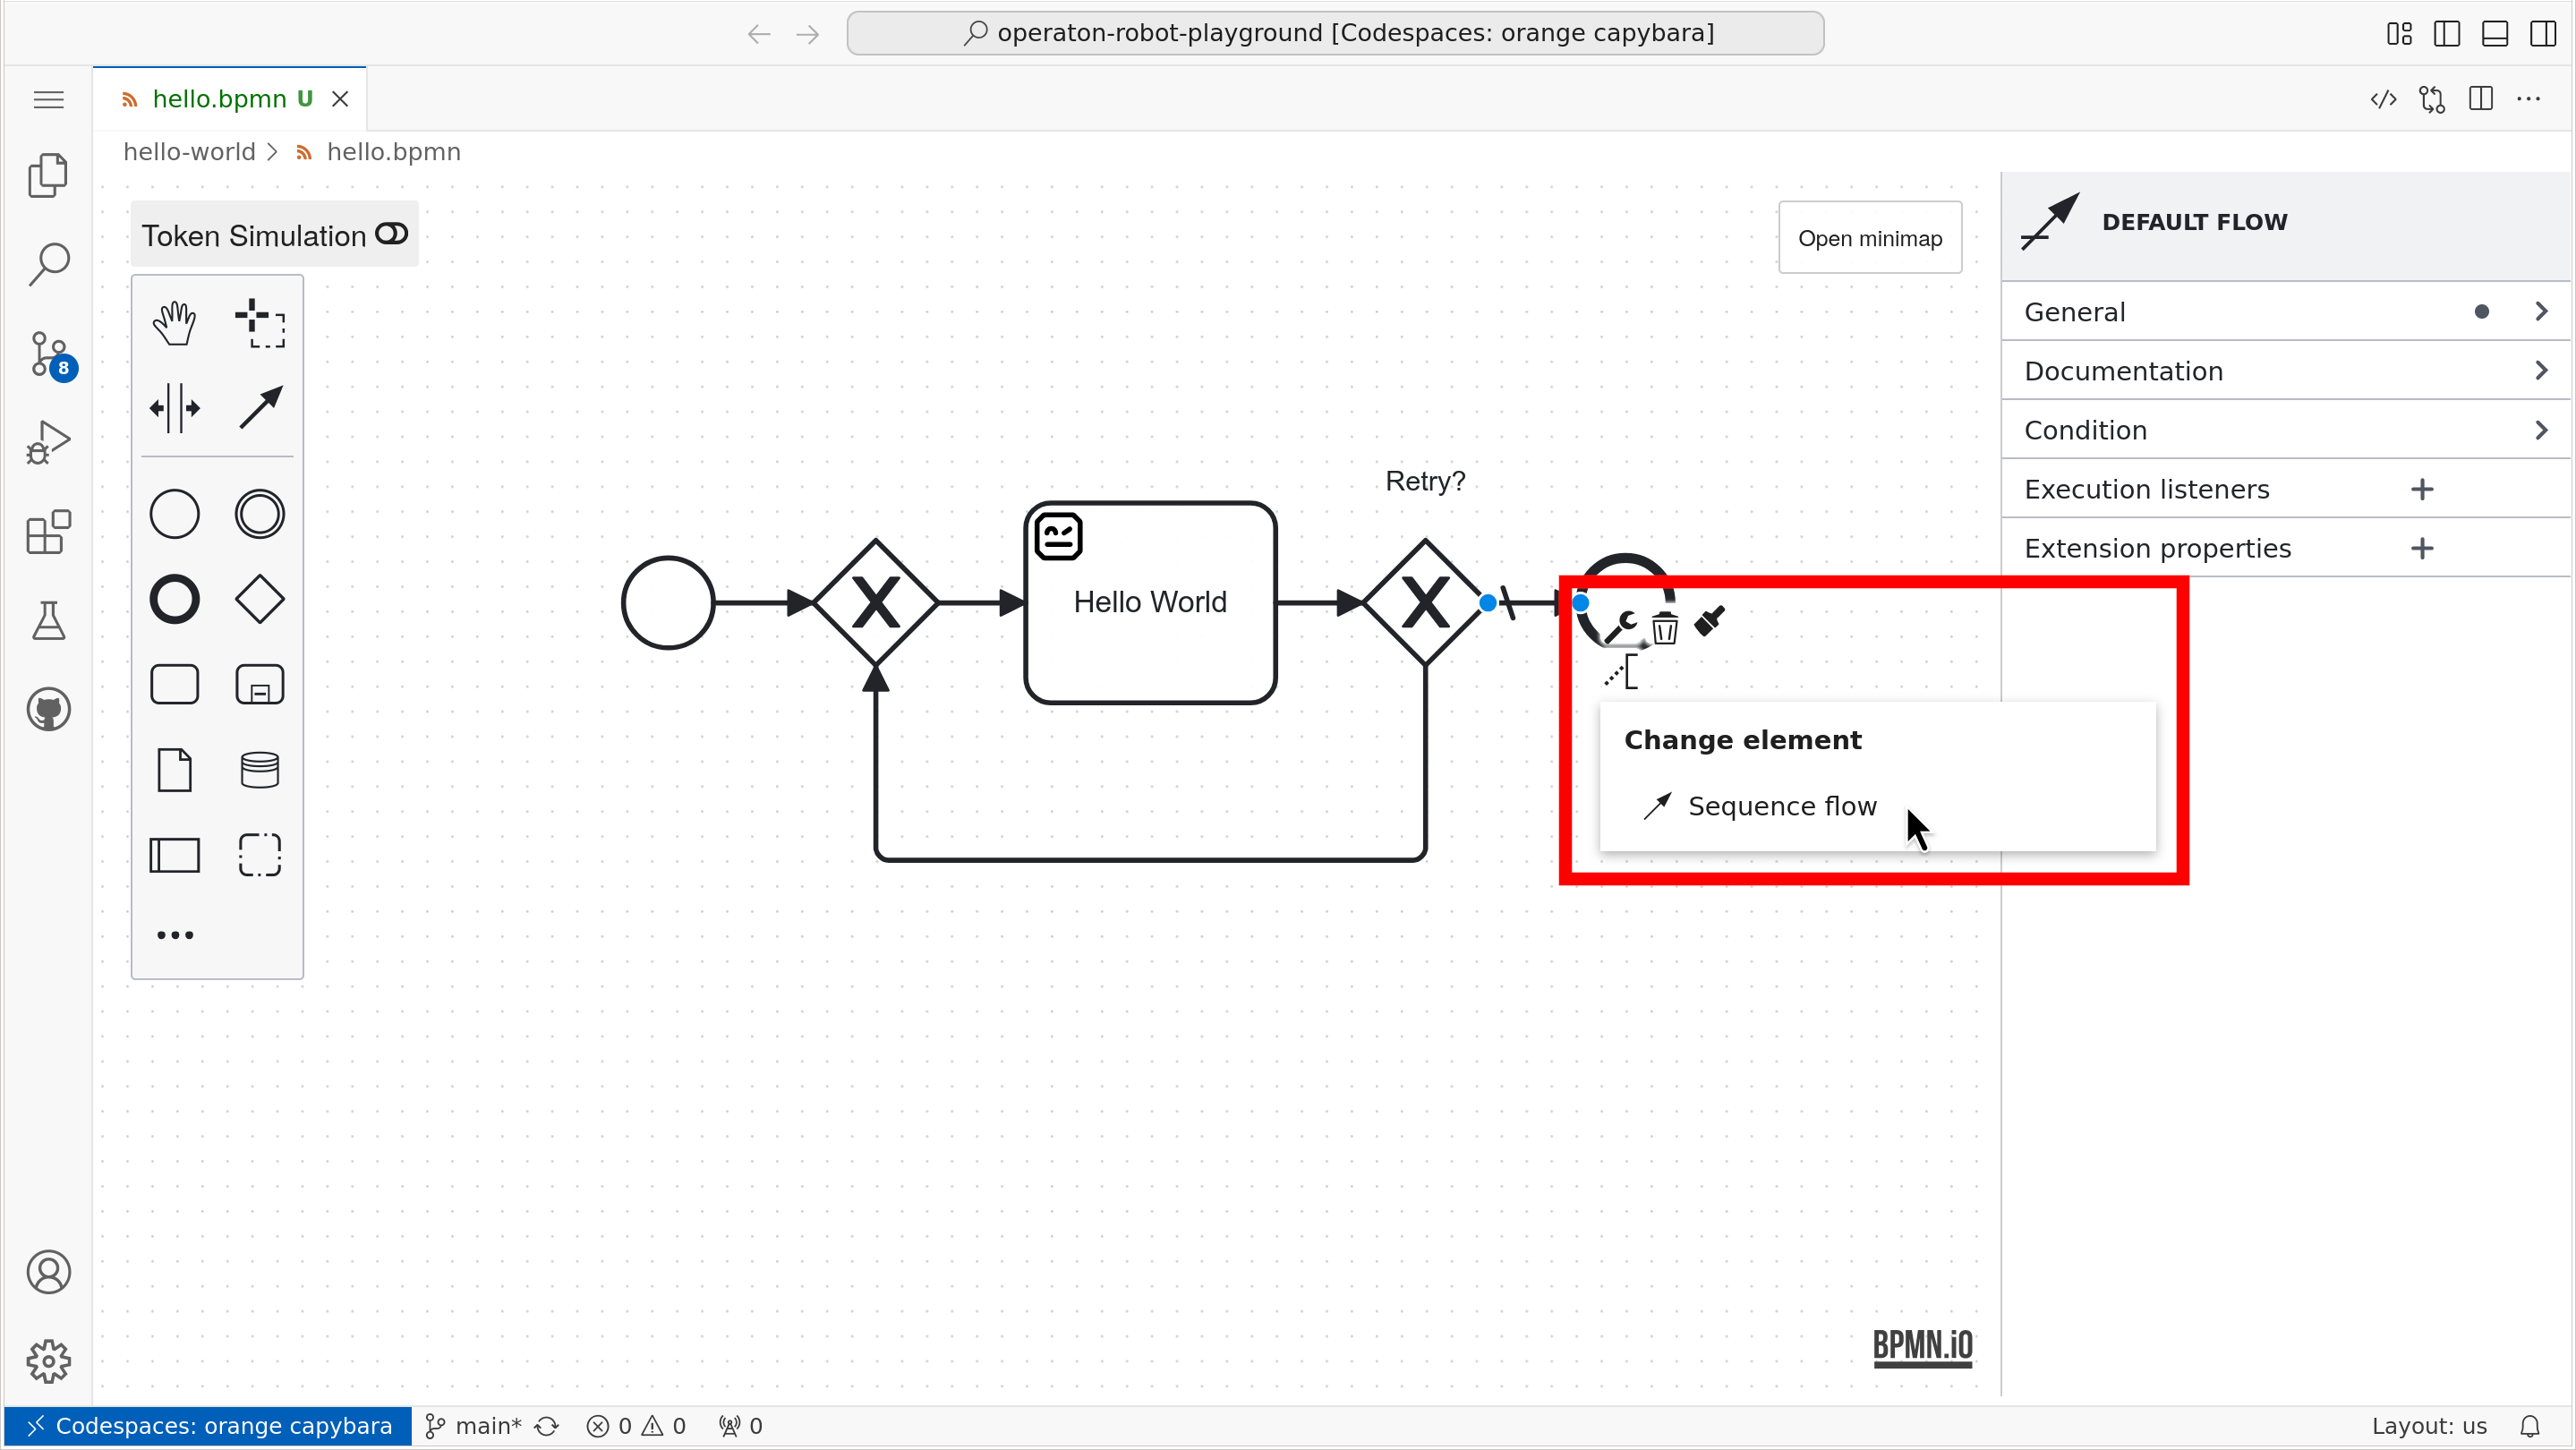 operaton-robot-playground [Codespaces: orange capybara]
hello.bpmn U
hello-world > hello.bpmn
Token Simulation
Open minimap
DEFAULT FLOW
General
Documentation
Condition
Execution listeners
Extension properties
8
Retry?
Hello World
Change element
Sequence flow
BPMN.iO
Codespaces: orange capybara main* 0 0 0 Layout: us